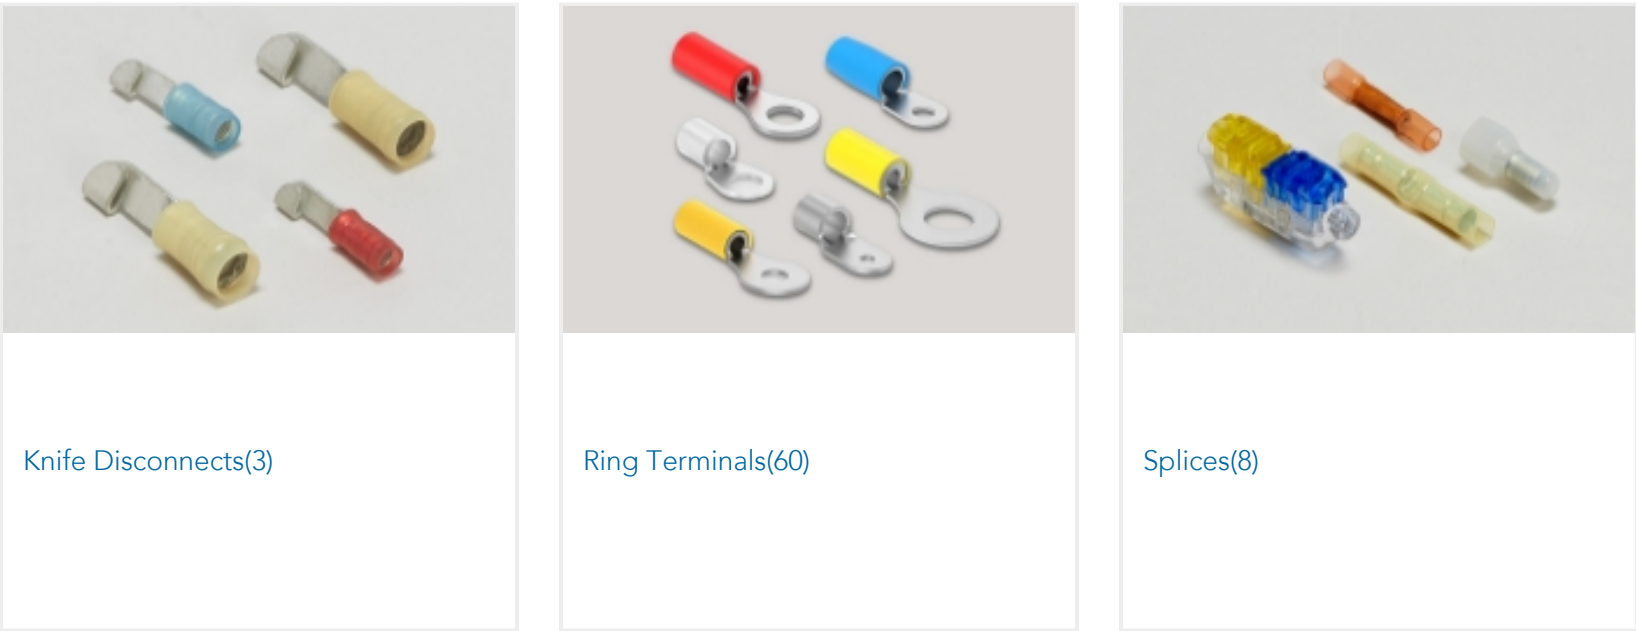 Knife Disconnects(3)
Ring Terminals(60)
Splices(8)